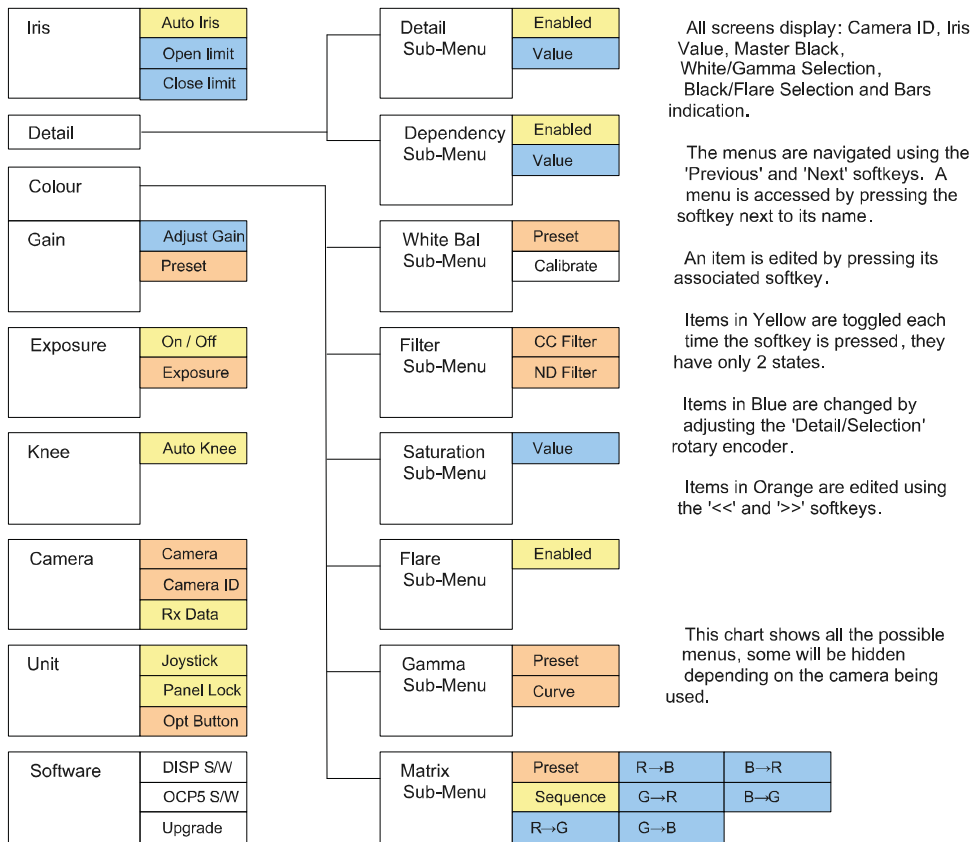 Iris
Auto Iris
Open limit
Close limit
Detail
Colour
Gain
Adjust Gain
Preset
Exposure
On / Off
Exposure
Knee
Auto Knee
Camera
Camera
Camera ID
Rx Data
Unit
Joystick
Panel Lock
Opt Button
Software
DISP S/W
OCP5 S/W
Upgrade
Detail
Sub-Menu
Enabled
Value
Dependency
Sub-Menu
Enabled
Value
White Bal
Sub-Menu
Preset
Calibrate
Filter
Sub-Menu
CC Filter
ND Filter
Saturation
Sub-Menu
Value
Flare
Sub-Menu
Enabled
Gamma
Sub-Menu
Preset
Curve
Matrix
Sub-Menu
Preset
R→B
B→R
Sequence
G→R
B→G
R→G
G→B
All screens display: Camera ID, Iris
Value, Master Black,
White/Gamma Selection,
Black/Flare Selection and Bars
indication.
The menus are navigated using the
'Previous' and 'Next' softkeys. A
menu is accessed by pressing the
softkey next to its name.
An item is edited by pressing its
associated softkey.
Items in Yellow are toggled each
time the softkey is pressed, they
have only 2 states.
Items in Blue are changed by
adjusting the 'Detail/Selection'
rotary encoder.
Items in Orange are edited using
the '<<' and '>>' softkeys.
This chart shows all the possible
menus, some will be hidden
depending on the camera being
used.